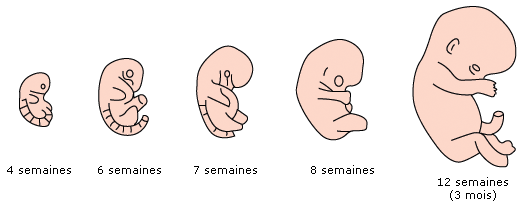 4 semaines
6 semaines
7 semaines
8 semaines
12 semaines
(3 mois)